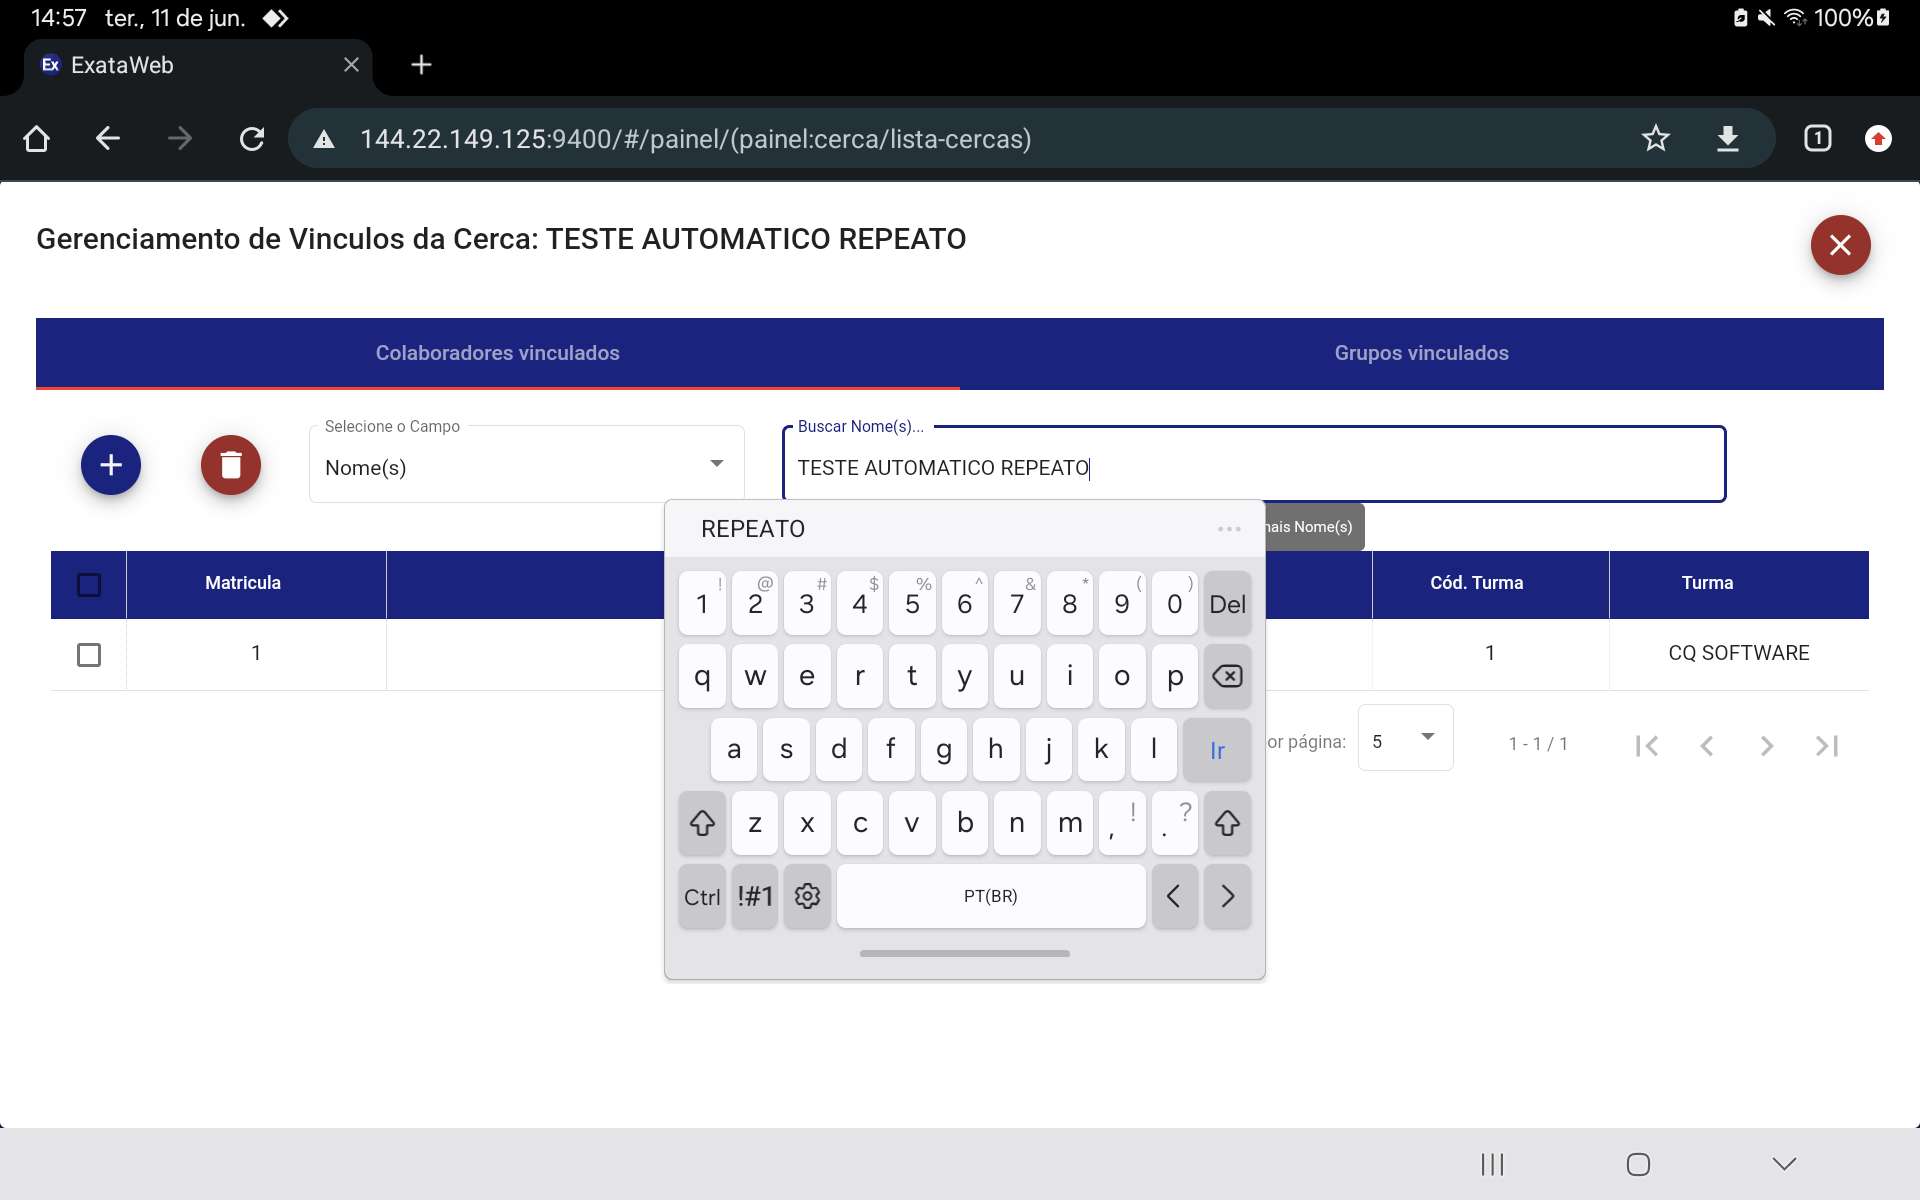 14:57 ter., 11 de jun. 100%
Ex ExataWeb
144.22.149.125:9400/#/painel/(painel:cerca/lista-cercas) 1
Gerenciamento de Vinculos da Cerca: TESTE AUTOMATICO REPEATO
Colaboradores vinculados Grupos vinculados
Selecione o Campo Buscar Nome(s)...
Nome(s) TESTE AUTOMATICO REPEATO
REPEATO ... Nome(s)
Matricula Cód. Turma Turma
! @ # $ % ^ & * ( )
1 2 3 4 5 6 7 8 9 0 Del
1 1 CQ SOFTWARE
q w e r t y u i o p
a s d f g h j k l Ir
página: 5 1 - 1 / 1
z x c v b n m , ! . ?
Ctrl !#1 PT(BR) < >